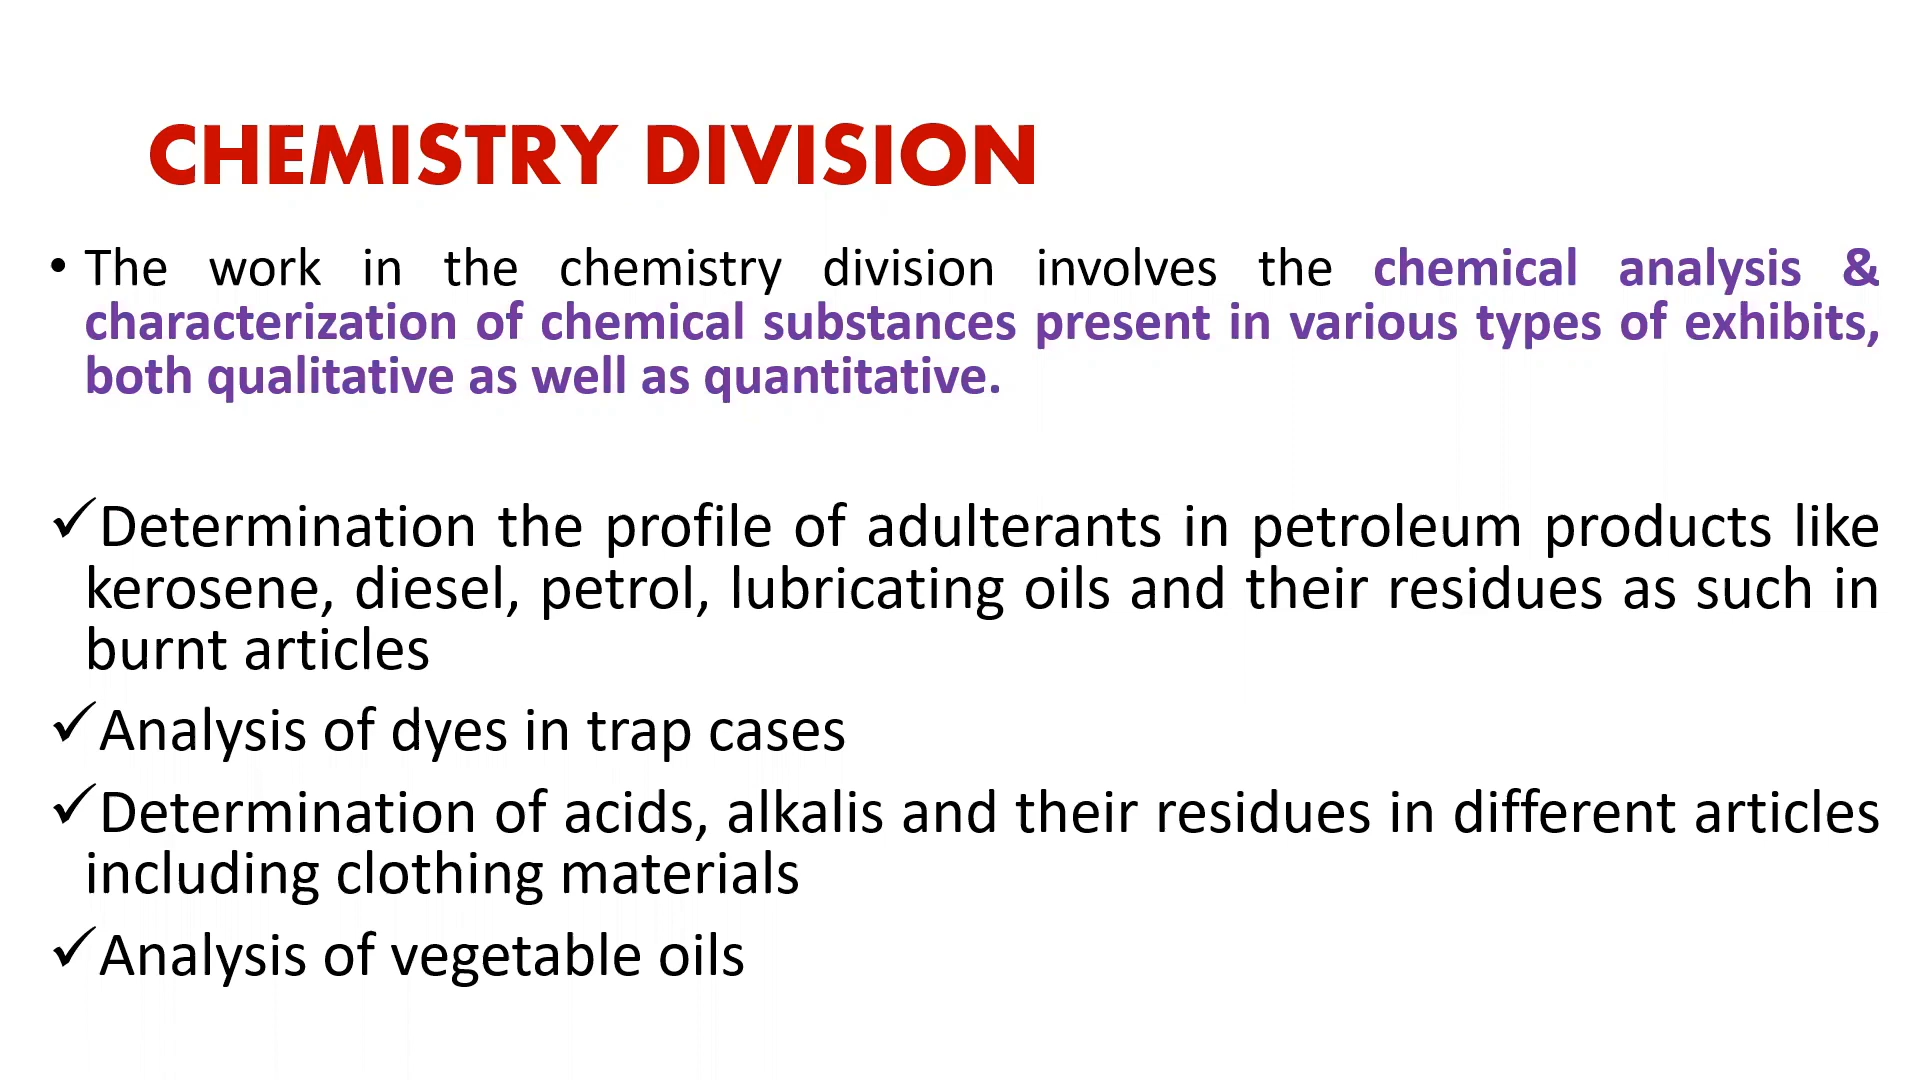 CHEMISTRY DIVISION
• The work in the chemistry division involves the chemical analysis &
characterization of chemical substances present in various types of exhibits,
both qualitative as well as quantitative.
✓Determination the profile of adulterants in petroleum products like
kerosene, diesel, petrol, lubricating oils and their residues as such in
burnt articles
✓Analysis of dyes in trap cases
✓Determination of acids, alkalis and their residues in different articles
including clothing materials
✓Analysis of vegetable oils